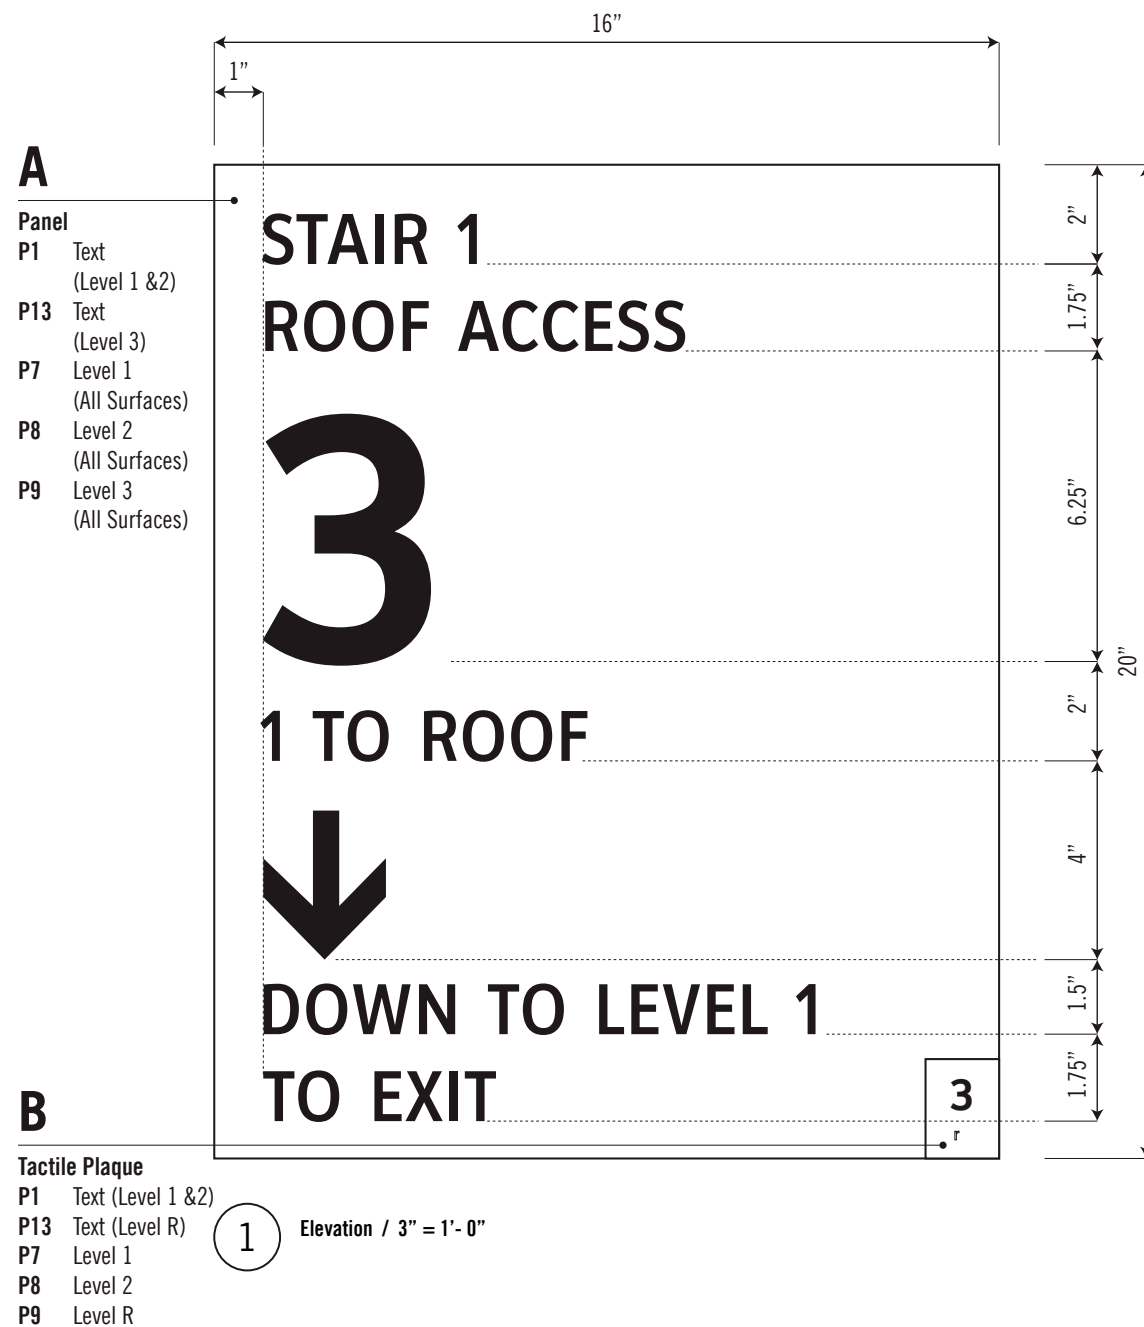 16”
1”
A
Panel
P1 Text
(Level 1 &2)
P13 Text
(Level 3)
P7 Level 1
(All Surfaces)
P8 Level 2
(All Surfaces)
P9 Level 3
(All Surfaces)
STAIR 1
ROOF ACCESS
3
1 TO ROOF
DOWN TO LEVEL 1
TO EXIT
2”
1.75”
6.25”
2”
4”
1.5”
1.75”
20”
3
r
B
Tactile Plaque
P1 Text (Level 1 &2)
P13 Text (Level R)
P7 Level 1
P8 Level 2
P9 Level R
1
Elevation / 3” = 1’- 0”